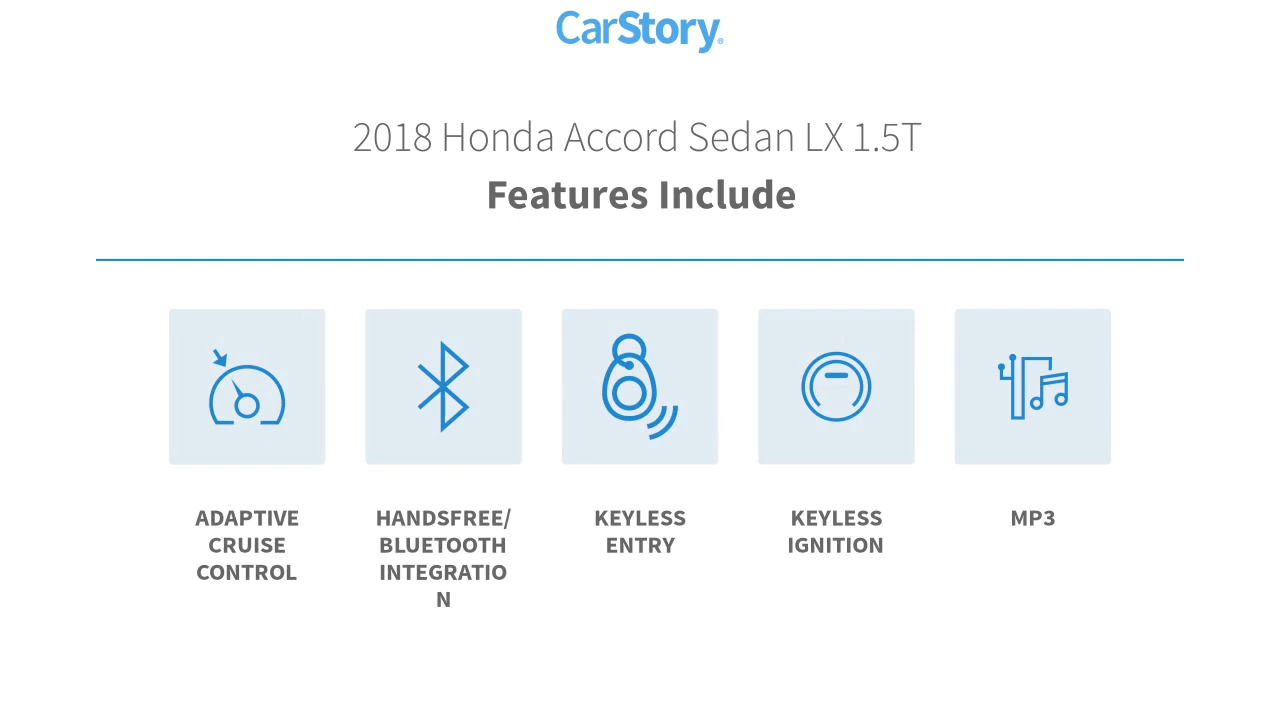 CarStory®
2018 Honda Accord Sedan LX 1.5T
Features Include
ADAPTIVE
CRUISE
CONTROL
HANDSFREE/
BLUETOOTH
INTEGRATIO
N
KEYLESS
ENTRY
KEYLESS
IGNITION
MP3